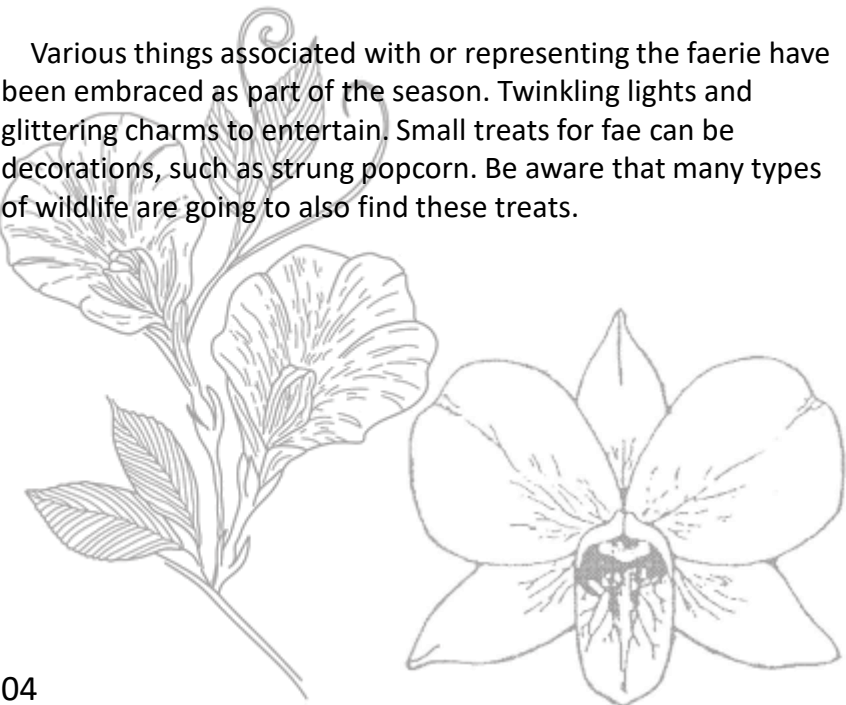 Various things associated with or representing the faerie have
been embraced as part of the season. Twinkling lights and
glittering charms to entertain. Small treats for fae can be
decorations, such as strung popcorn. Be aware that many types
of wildlife are going to also find these treats.
04